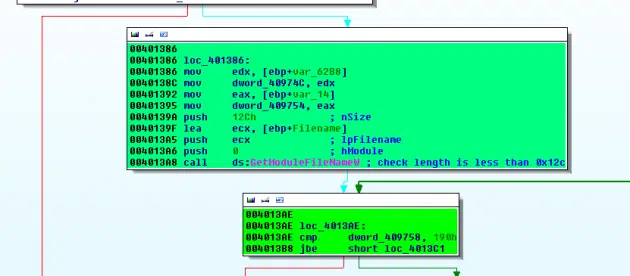 00401386
00401386 loc_401386:
00401386 mov edx, [ebp+var_62B8]
0040138C mov dword_40974C, edx
00401392 mov eax, [ebp+var_14]
00401395 mov dword_409754, eax
0040139A push 12Ch ; nSize
0040139F lea ecx, [ebp+Filename]
004013A5 push ecx ; lpFilename
004013A6 push 0 ; hModule
004013A8 call ds:GetModuleFileNameW ; check length is less than 0x12c
004013AE
004013AE loc_4013AE:
004013AE cmp dword_409758, 190h
004013B8 jbe short loc_4013C1